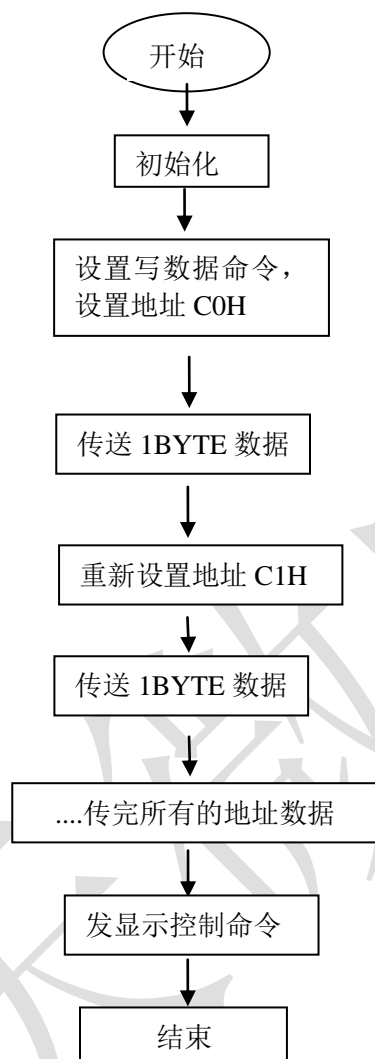 开始
初始化
设置写数据命令，
设置地址 C0H
传送 1BYTE 数据
重新设置地址 C1H
传送 1BYTE 数据
....传完所有的地址数据
发显示控制命令
结束